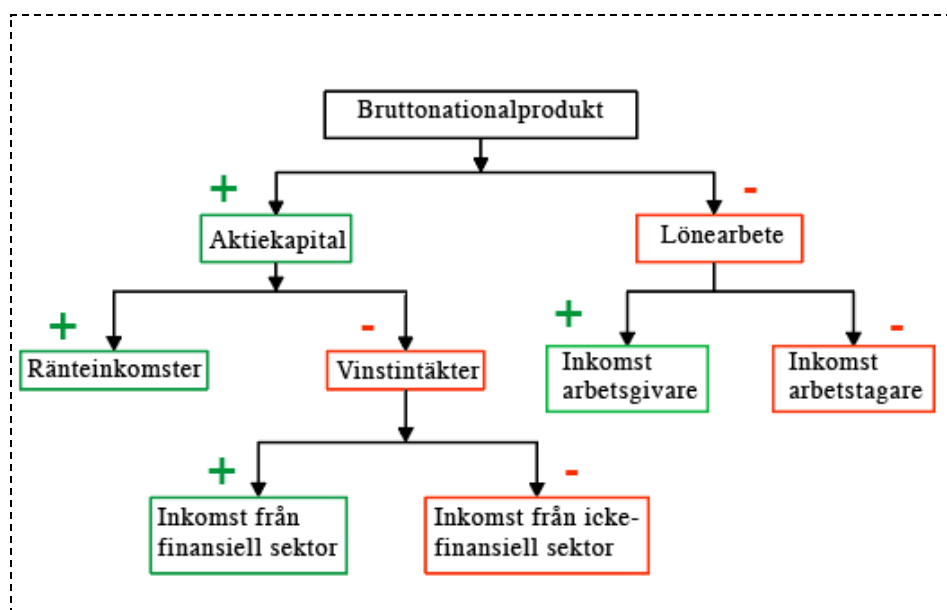 Bruttonationalprodukt
+
-
Aktiekapital
Lönearbete
+
-
+
-
Ränteinkomster
Vinstintäkter
Inkomst
arbetsgivare
Inkomst
arbetstagare
+
-
Inkomst från
finansiell sektor
Inkomst från icke-
finansiell sektor